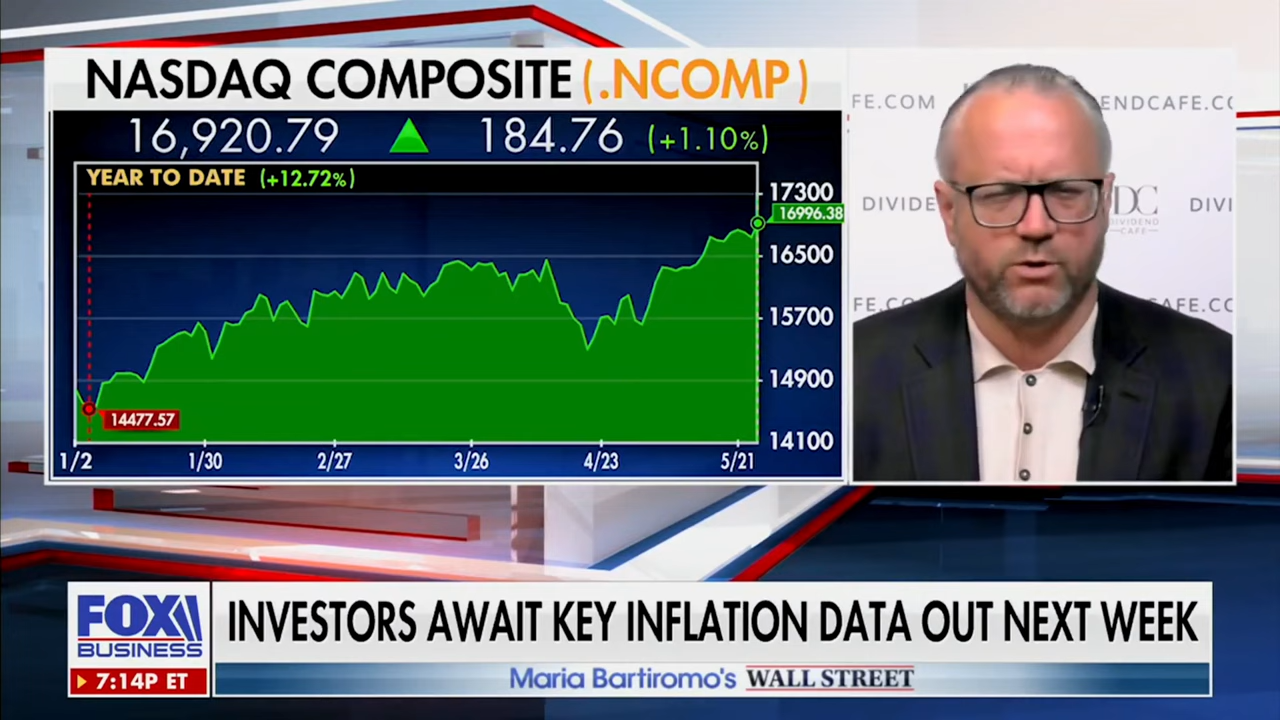 NASDAQ COMPOSITE (.NCOMP)
16,920.79 ▲ 184.76 (+1.10%)
YEAR TO DATE (+12.72%)
17300
16996.38
16500
15700
14900
14477.57
14100
1/2 1/30 2/27 3/26 4/23 5/21
FE.COM DENDCAFE.CO
DIVIDE DC DIVI
DIVIDEND
CAFE
FE.CO CAFE.CO
FOX
BUSINESS
7:14P ET
INVESTORS AWAIT KEY INFLATION DATA OUT NEXT WEEK
Maria Bartiromo's WALL STREET